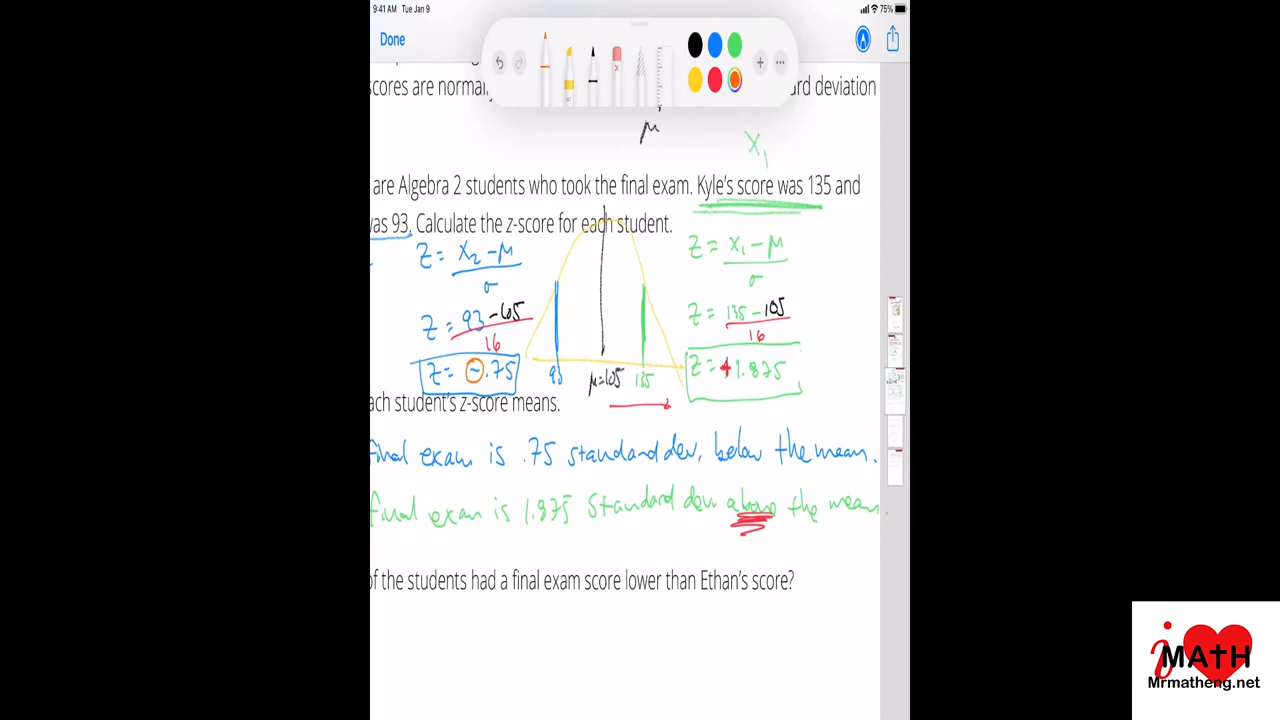 9:41 AM Tue Jan 9
75%
Done
scores are normal
ard deviation
μ
X₁
are Algebra 2 students who took the final exam. Kyle's score was 135 and
was 93. Calculate the z-score for each student.
Z = X₂ - μ
σ
Z = X₁ - μ
σ
Z = 93 - 105
16
Z = 135 - 105
16
Z = -.75
93
μ=105
135
Z = +1.875
ach student's z-score means.
final exam is .75 standard dev. below the mean.
final exam is 1.875 standard dev above the mean
of the students had a final exam score lower than Ethan's score?
i
MATH
Mrmatheng.net